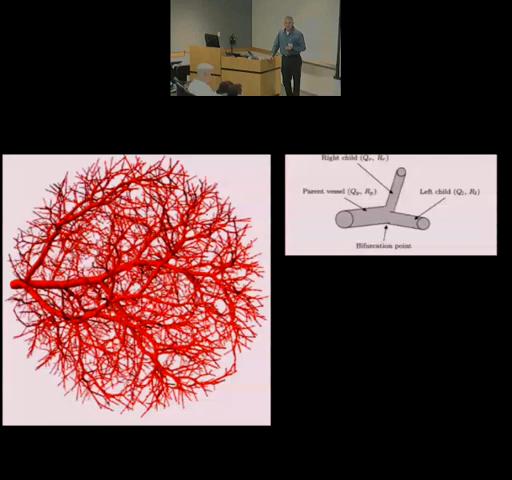 Right child (Qr, Rr)
Parent vessel (Qp, Rp)
Left child (Ql, Rl)
Bifurcation point